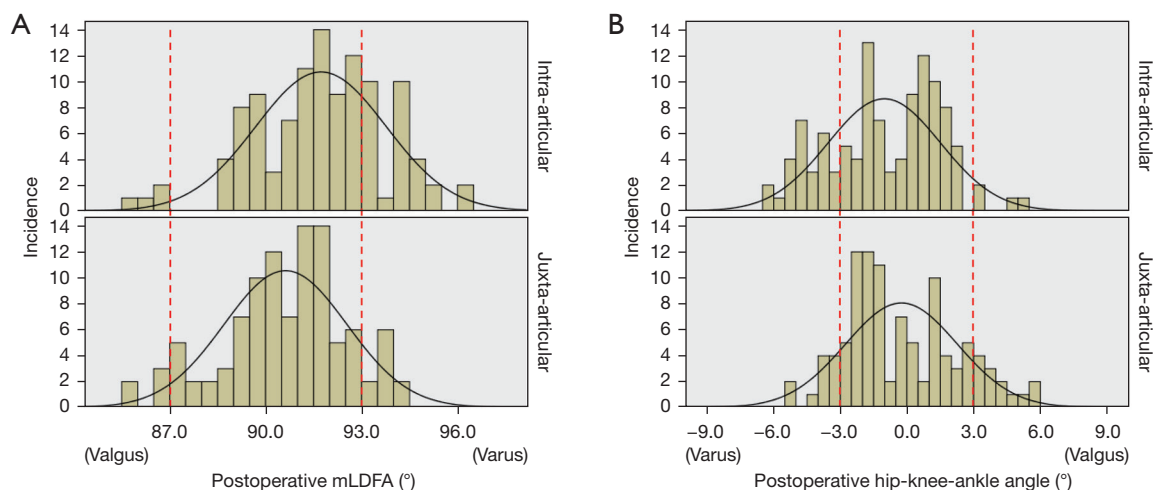 A
Incidence
14
12
10
8
6
4
2
0
Intra-articular
14
12
10
8
6
4
2
0
Juxta-articular
87.0 90.0 93.0 96.0
(Valgus) (Varus)
Postoperative mLDFA (°)
B
Incidence
14
12
10
8
6
4
2
0
Intra-articular
14
12
10
8
6
4
2
0
Juxta-articular
−9.0 −6.0 −3.0 0.0 3.0 6.0 9.0
(Varus) (Valgus)
Postoperative hip-knee-ankle angle (°)